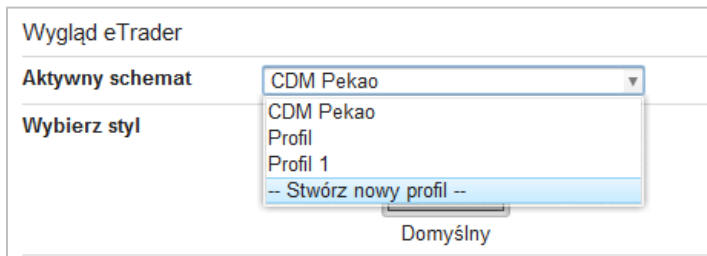 Wygląd eTrader
Aktywny schemat CDM Pekao
CDM Pekao
Wybierz styl
Profil
Profil 1
-- Stwórz nowy profil --
Domyślny